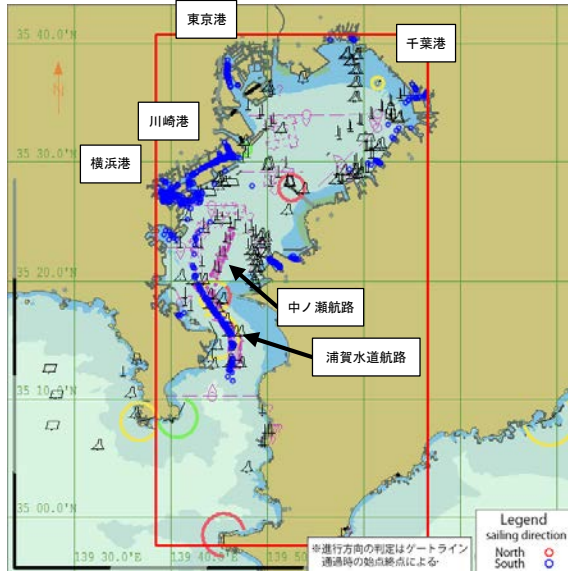 東京港
35 40.0'N
千葉港
川崎港
35 30.0'N
横浜港
35 20.0'N
中ノ瀬航路
浦賀水道航路
35 10.0'N
35 00.0'N
139 30.0'E
139 40.0'E
139 50.0'E
※進行方向の判定はゲートライン
通過時の始点終点による
Legend
sailing direction
North
South